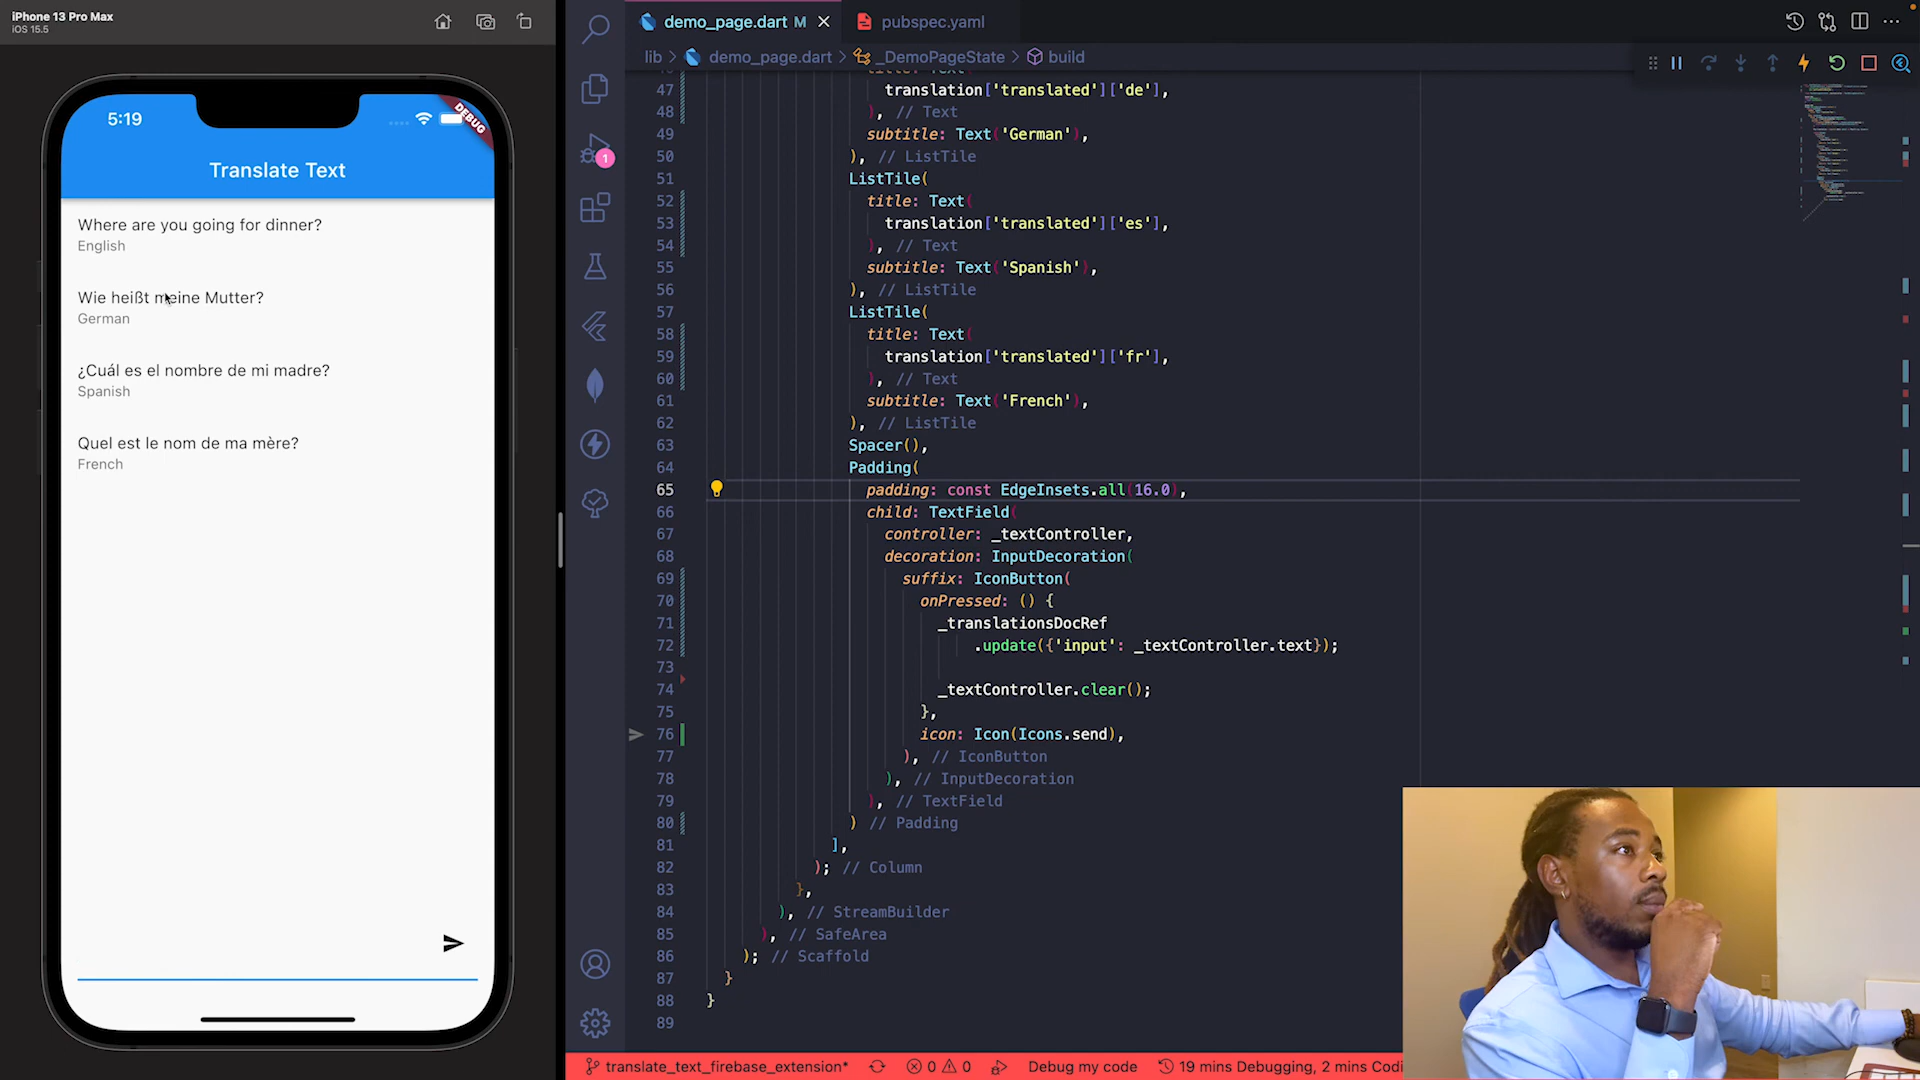 iPhone 13 Pro Max
iOS 15.5
5:19
DEBUG
Translate Text
Where are you going for dinner?
English
Wie heißt meine Mutter?
German
¿Cuál es el nombre de mi madre?
Spanish
Quel est le nom de ma mère?
French
demo_page.dart M
pubspec.yaml
lib > demo_page.dart > _DemoPageState > build
1
47 translation['translated']['de'],
48 ), // Text
49 subtitle: Text('German'),
50 ), // ListTile
51 ListTile(
52 title: Text(
53 translation['translated']['es'],
54 ), // Text
55 subtitle: Text('Spanish'),
56 ), // ListTile
57 ListTile(
58 title: Text(
59 translation['translated']['fr'],
60 ), // Text
61 subtitle: Text('French'),
62 ), // ListTile
63 Spacer(),
64 Padding(
65 padding: const EdgeInsets.all(16.0),
66 child: TextField(
67 controller: _textController,
68 decoration: InputDecoration(
69 suffix: IconButton(
70 onPressed: () {
71 _translationsDocRef
72 .update({'input': _textController.text});
73
74 _textController.clear();
75 },
76 icon: Icon(Icons.send),
77 ), // IconButton
78 ), // InputDecoration
79 ), // TextField
80 ) // Padding
81 ],
82 ); // Column
83 },
84 ), // StreamBuilder
85 ), // SafeArea
86 ); // Scaffold
87 }
88 }
89
translate_text_firebase_extension* 0 0 Debug my code 19 mins Debugging, 2 mins Codi